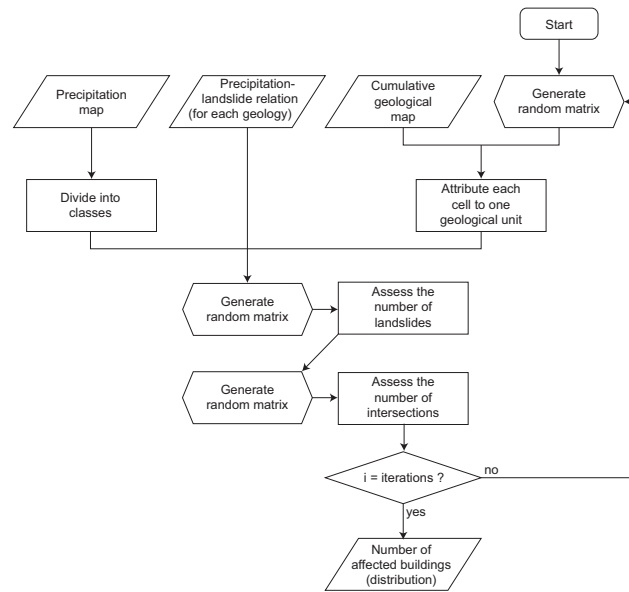 Start
Precipitation
map
Precipitation-
landslide relation
(for each geology)
Cumulative
geological
map
Generate
random matrix
Divide into
classes
Attribute each
cell to one
geological unit
Generate
random matrix
Assess the
number of
landslides
Generate
random matrix
Assess the
number of
intersections
i = iterations ?
no
yes
Number of
affected buildings
(distribution)